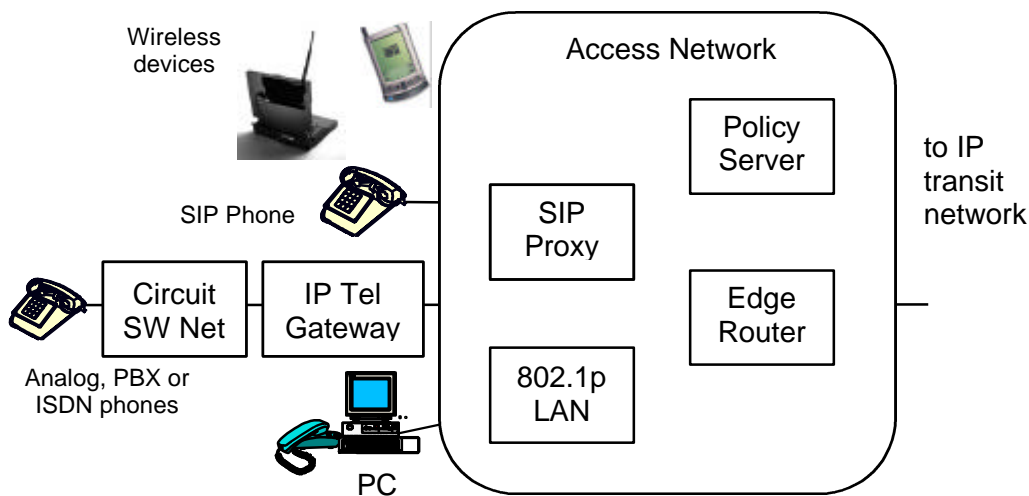 Wireless
devices
Access Network
Policy
Server
to IP
transit
network
SIP Phone
SIP
Proxy
Circuit
SW Net
IP Tel
Gateway
Edge
Router
Analog, PBX or
ISDN phones
802.1p
LAN
PC